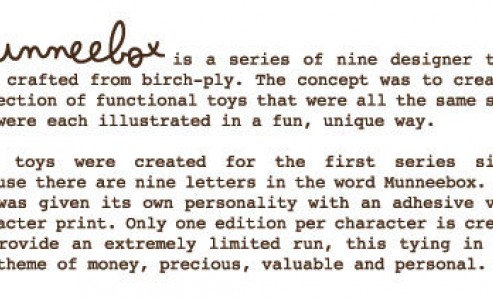 unneebox is a series of nine designer t
crafted from birch-ply. The concept was to crea
ection of functional toys that were all the same s
were each illustrated in a fun, unique way.
toys were created for the first series si
use there are nine letters in the word Munneebox.
was given its own personality with an adhesive v
acter print. Only one edition per character is cre
rovide an extremely limited run, this tying in
theme of money, precious, valuable and personal.